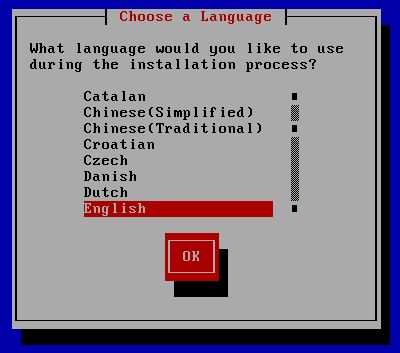 Choose a Language
What language would you like to use
during the installation process?
Catalan
Chinese(Simplified)
Chinese(Traditional)
Croatian
Czech
Danish
Dutch
English
OK